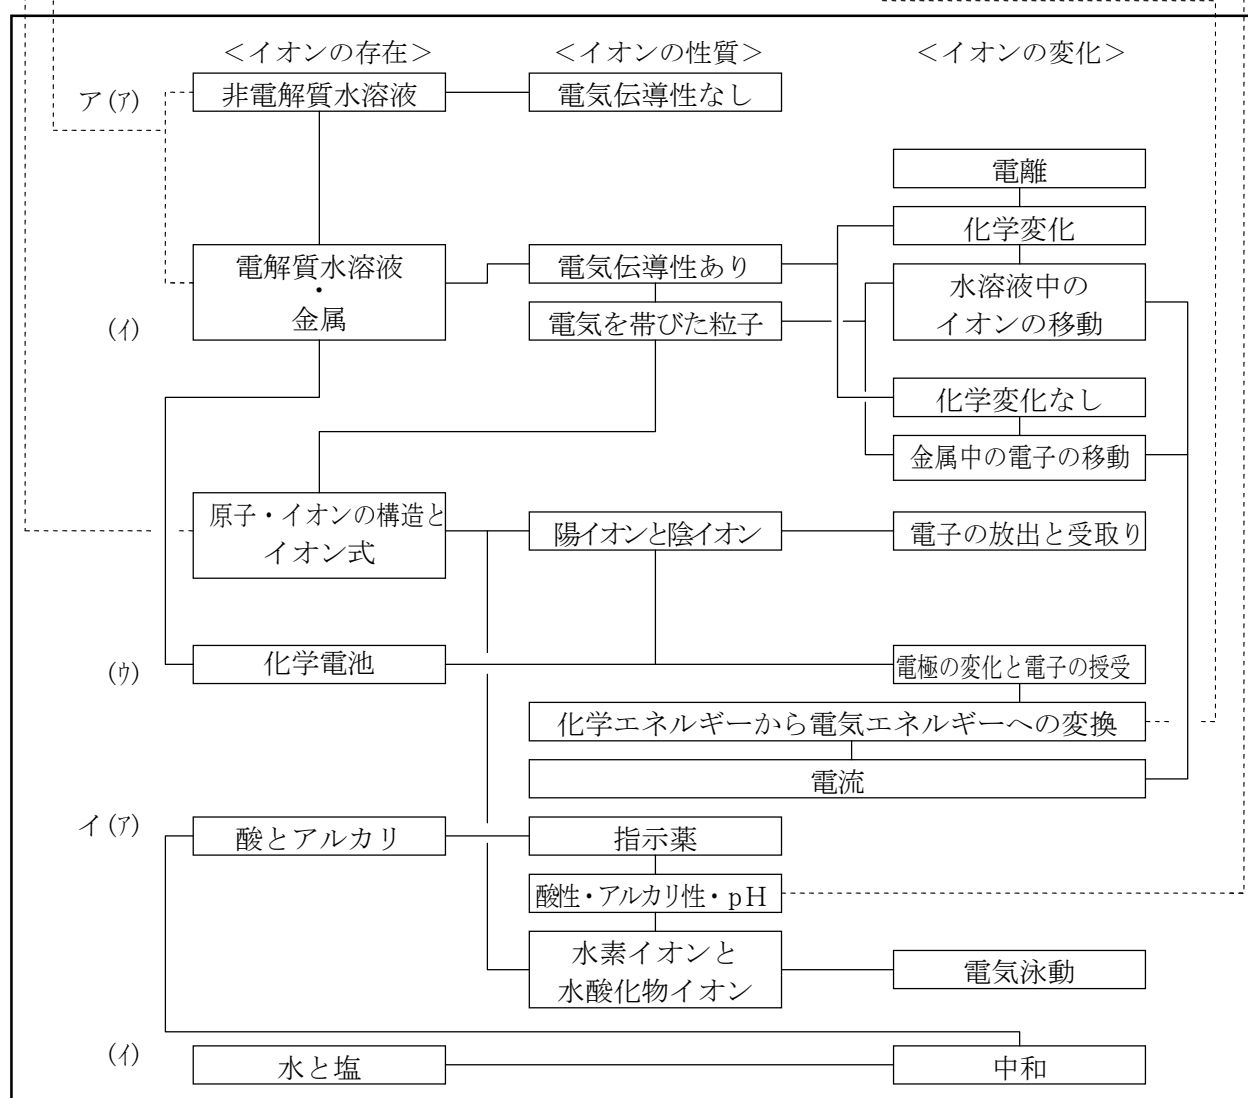 ＜イオンの存在＞
＜イオンの性質＞
＜イオンの変化＞
ア(ｱ)
非電解質水溶液
電気伝導性なし
電離
化学変化
電解質水溶液
・
金属
電気伝導性あり
水溶液中の
イオンの移動
(ｲ)
電気を帯びた粒子
化学変化なし
金属中の電子の移動
原子・イオンの構造と
イオン式
陽イオンと陰イオン
電子の放出と受取り
(ｳ)
化学電池
電極の変化と電子の授受
化学エネルギーから電気エネルギーへの変換
電流
イ(ｱ)
酸とアルカリ
指示薬
酸性・アルカリ性・pH
水素イオンと
水酸化物イオン
電気泳動
(ｲ)
水と塩
中和